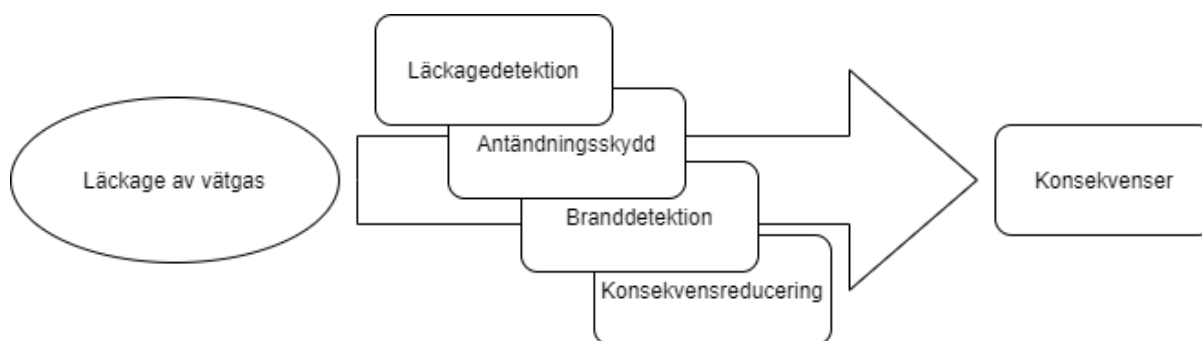 Läckagedetektion
Antändningsskydd
Läckage av vätgas
Konsekvenser
Branddetektion
Konsekvensreducering